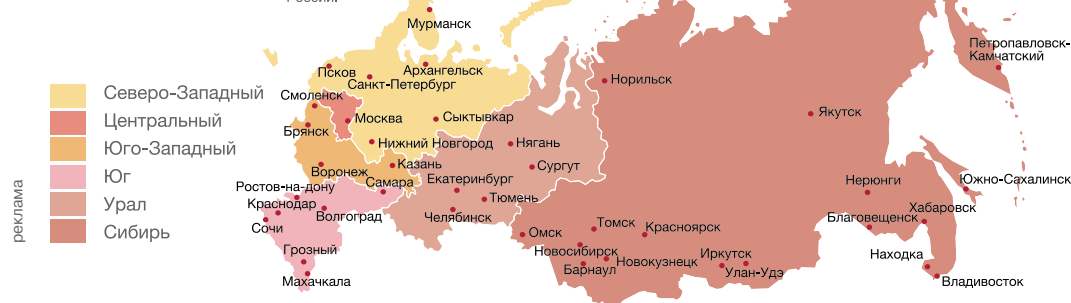 России.
Мурманск
Петропавловск-
Камчатский
Псков
Архангельск
Санкт-Петербург
Норильск
Северо-Западный
Смоленск
Центральный
Москва
Сыктывкар
Якутск
Брянск
Юго-Западный
Нижний Новгород
Нягань
Казань
Сургут
Юг
Воронеж
Самара
Екатеринбург
Нерюнги
Южно-Сахалинск
Ростов-на-дону
Тюмень
Урал
Краснодар
Волгоград
Челябинск
Хабаровск
Благовещенск
Сочи
Томск
Красноярск
Сибирь
Омск
реклама
Грозный
Новосибирск
Иркутск
Находка
Новокузнецк
Барнаул
Улан-Удэ
Махачкала
Владивосток